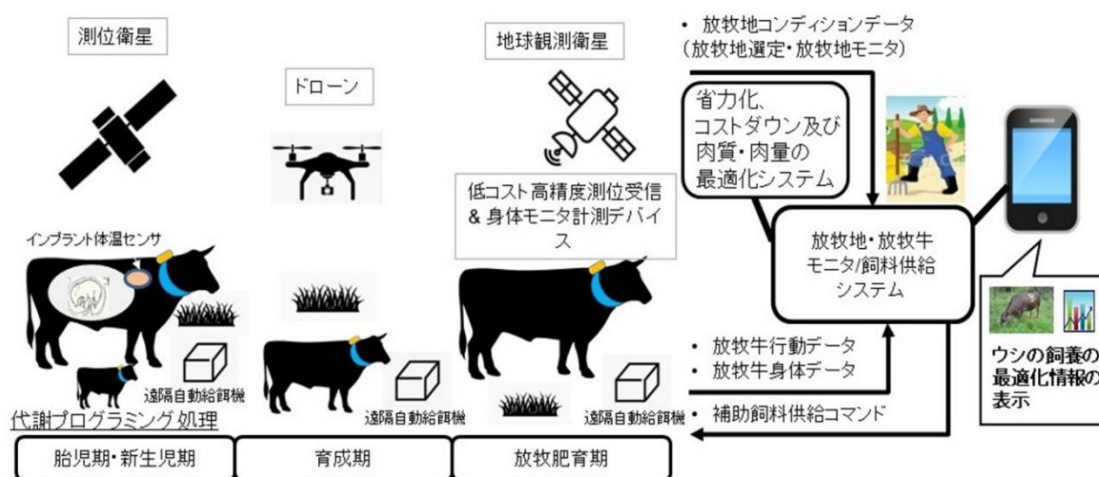 測位衛星
ドローン
地球観測衛星
・ 放牧地コンディションデータ
(放牧地選定・放牧地モニタ)
省力化、
コストダウン及び
肉質・肉量の
最適化システム
低コスト高精度測位受信
& 身体モニタ計測デバイ
ス
インプラント体温センサ
放牧地・放牧牛
モニタ/飼料供給
システム
ウシの飼養の
最適化情報の
表示
・ 放牧牛行動データ
・ 放牧牛身体データ
・ 補助飼料供給コマンド
遠隔自動給餌機
遠隔自動給餌機
遠隔自動給餌機
代謝プログラミング処理
胎児期・新生児期
育成期
放牧肥育期